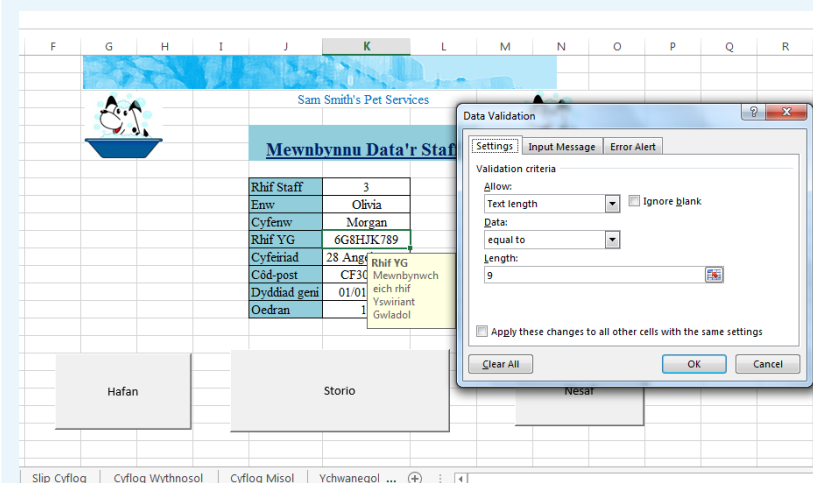 F G H I J K L M N O P Q R
Sam Smith's Pet Services
Mewnbynnu Data'r Staf
Rhif Staff 3
Enw Olivia
Cyfenw Morgan
Rhif YG 6G8HJK789
Cyfeiriad 28 Ang
Côd-post CF30
Dyddiad geni 01/01
Oedran 1
Rhif YG
Mewnbynwch
eich rhif
Yswiriant
Gwladol
Data Validation
Settings Input Message Error Alert
Validation criteria
Allow:
Text length Ignore blank
Data:
equal to
Length:
9
Apply these changes to all other cells with the same settings
Clear All OK Cancel
Hafan Storio Nesaf
Slip Cyflog Cyflog Wythnosol Cyflog Misol Ychwanegol ...